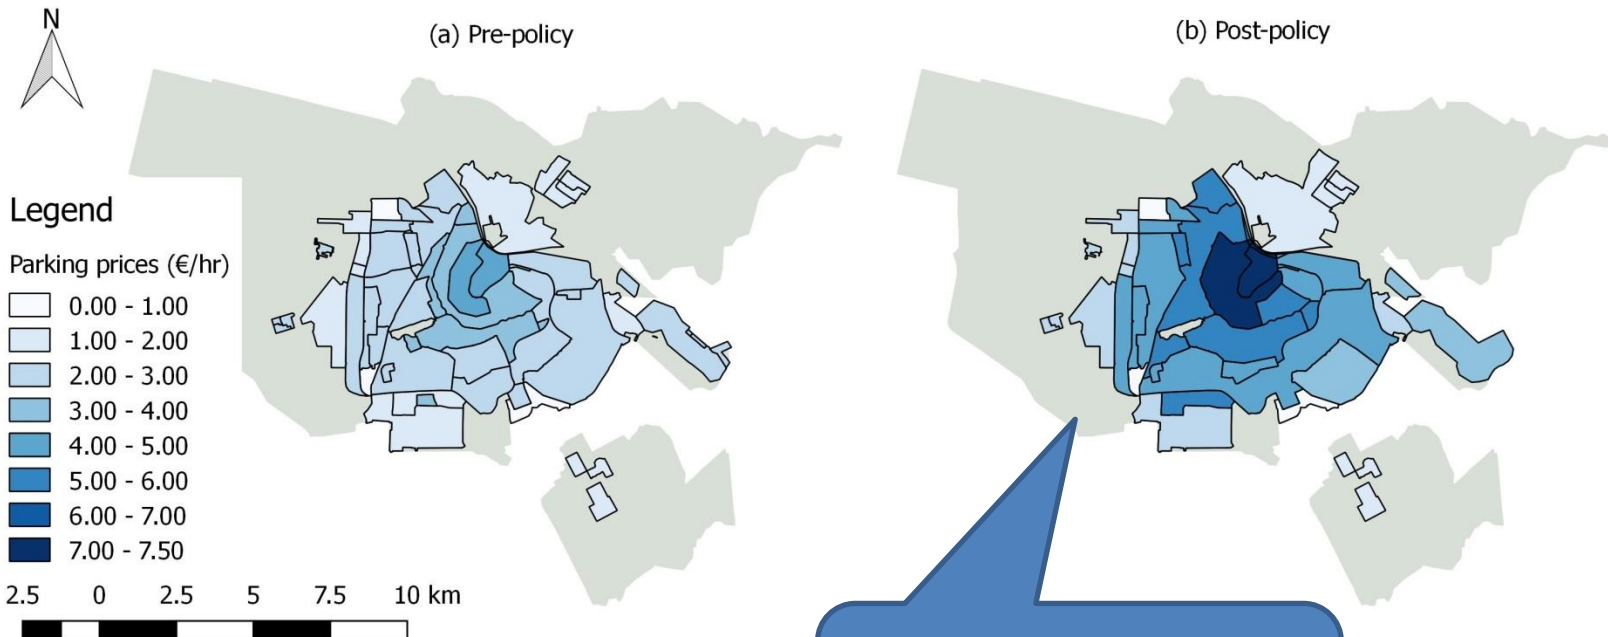 N
(a) Pre-policy
(b) Post-policy
Legend
Parking prices (€/hr)
0.00 - 1.00
1.00 - 2.00
2.00 - 3.00
3.00 - 4.00
4.00 - 5.00
5.00 - 6.00
6.00 - 7.00
7.00 - 7.50
2.5 0 2.5 5 7.5 10 km